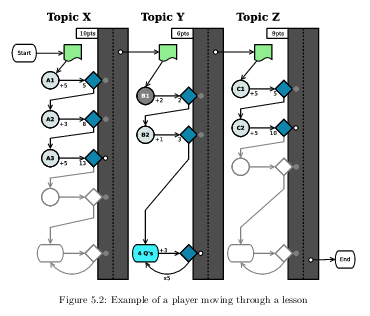 Topic X Topic Y Topic Z
10pts 6pts 9pts
Start
A1 +5 5 B1 +2 2 C1 +5 5
A2 +3 8 B2 +1 3 C2 +5 10
A3 +5 13
4 Q's +3
x5
End
Figure 5.2: Example of a player moving through a lesson